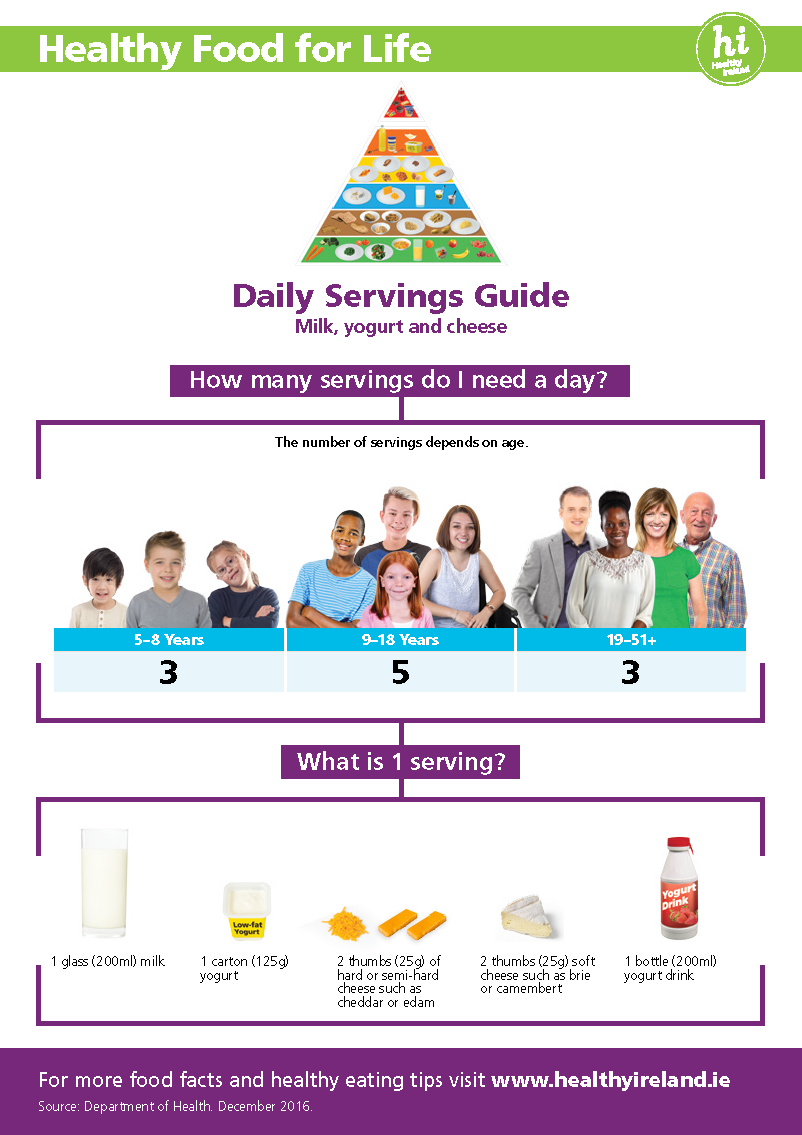 Healthy Food for Life
hi
Healthy
Ireland
Daily Servings Guide
Milk, yogurt and cheese
How many servings do I need a day?
The number of servings depends on age.
5–8 Years
9–18 Years
19–51+
3
5
3
What is 1 serving?
Low-fat
Yogurt
Yogurt
Drink
1 glass (200ml) milk
1 carton (125g)
yogurt
2 thumbs (25g) of
hard or semi-hard
cheese such as
cheddar or edam
2 thumbs (25g) soft
cheese such as brie
or camembert
1 bottle (200ml)
yogurt drink
For more food facts and healthy eating tips visit www.healthyireland.ie
Source: Department of Health. December 2016.